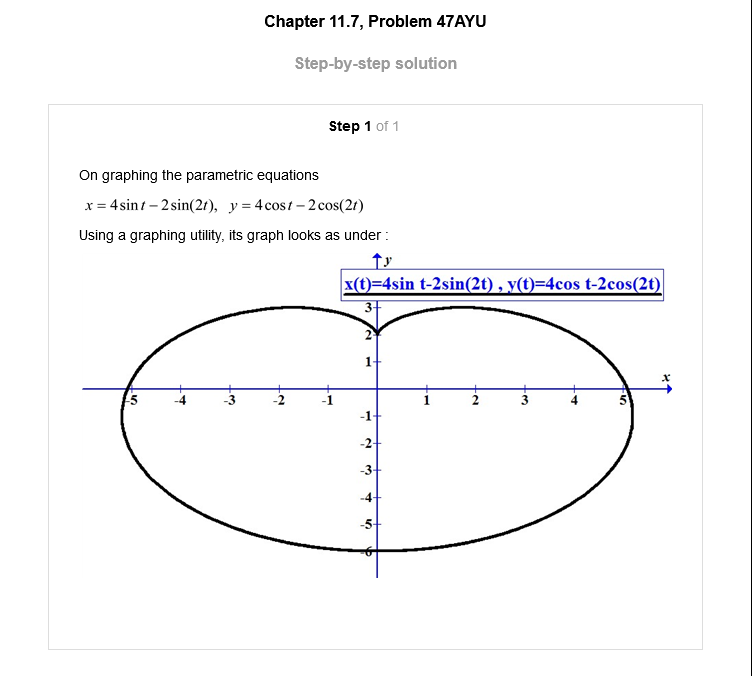 Chapter 11.7, Problem 47AYU
Step-by-step solution
Step 1 of 1
On graphing the parametric equations
x = 4 sin t − 2 sin(2t),   y = 4 cos t − 2 cos(2t)
Using a graphing utility, its graph looks as under :
y
x(t)=4sin t-2sin(2t) , y(t)=4cos t-2cos(2t)
3
2
1
x
-5 -4 -3 -2 -1 1 2 3 4 5
-1
-2
-3
-4
-5
-6